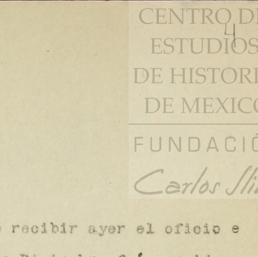 CENTRO DE
ESTUDIOS
DE HISTORI
DE MEXICO
FUNDACIÓ
Carlos Sli
4
recibir ayer el oficio e